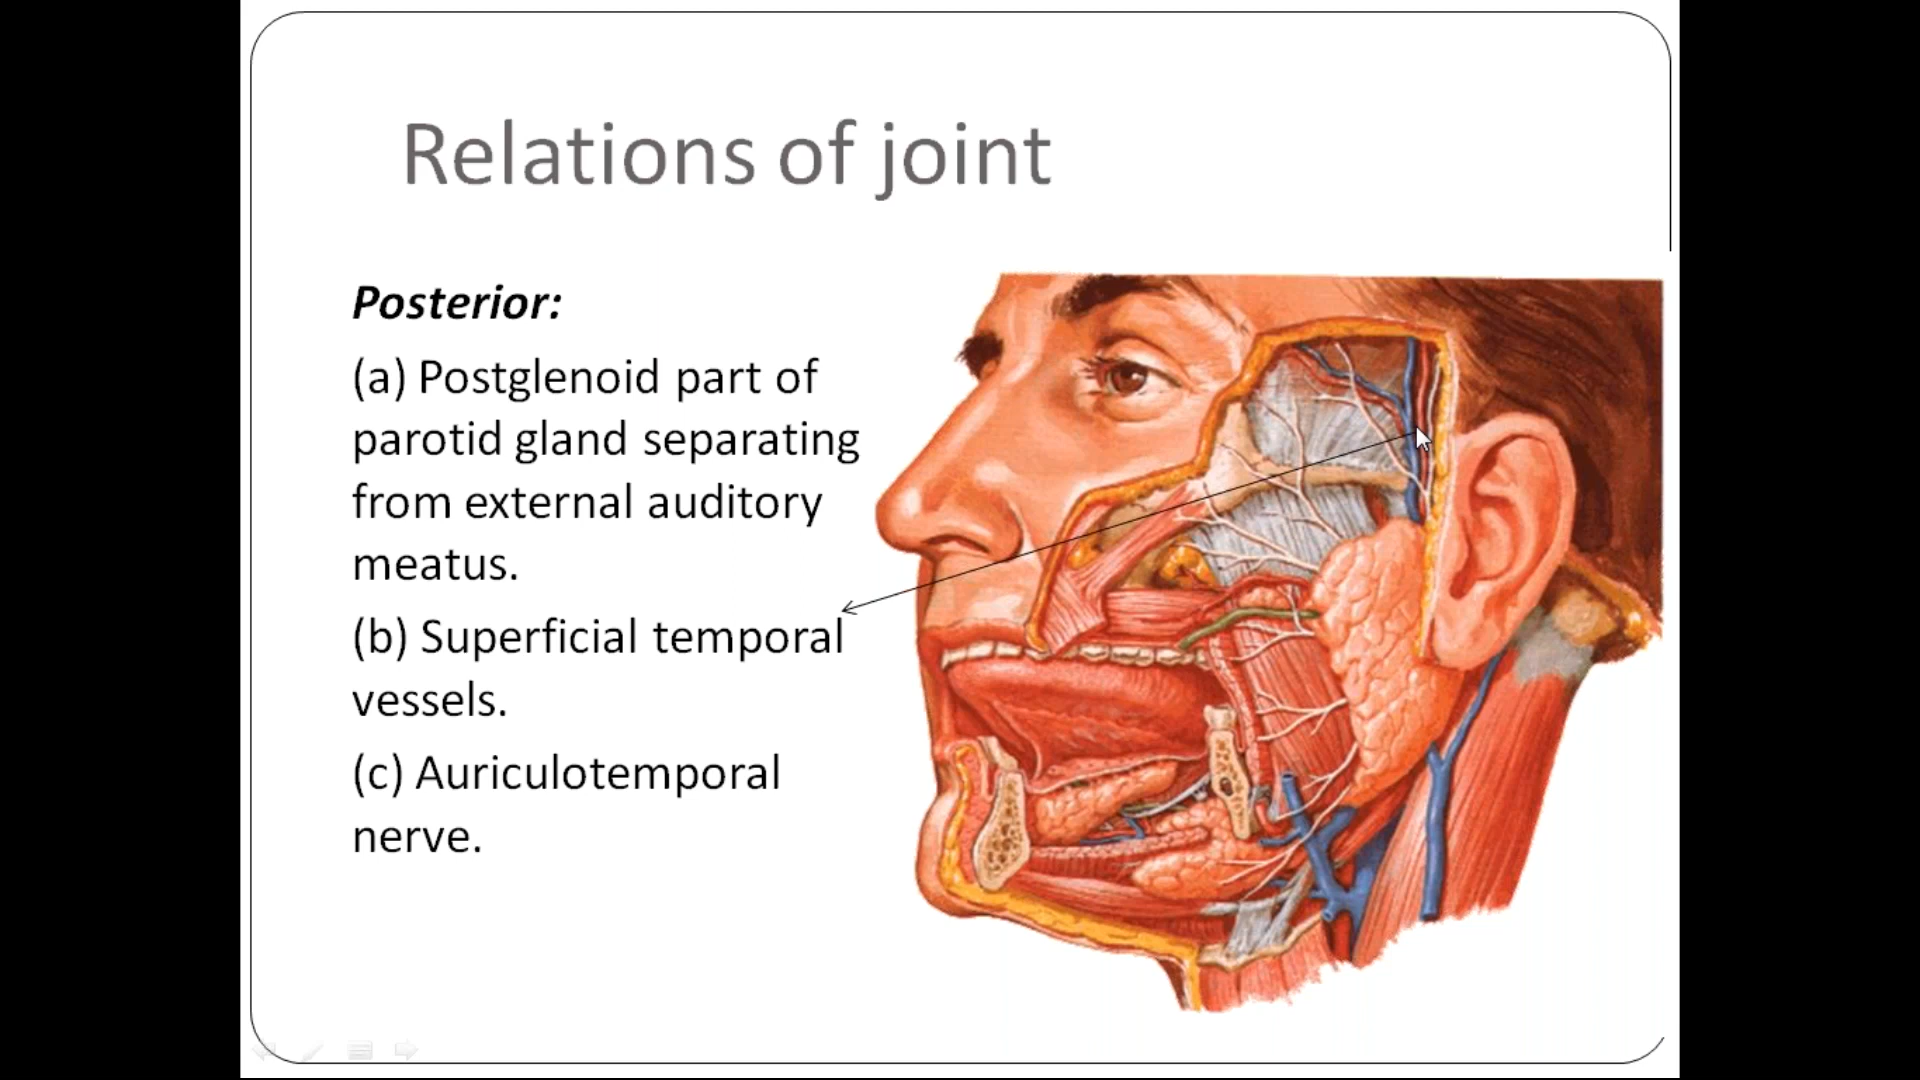 Relations of joint
Posterior:
(a) Postglenoid part of
parotid gland separating
from external auditory
meatus.
(b) Superficial temporal
vessels.
(c) Auriculotemporal
nerve.